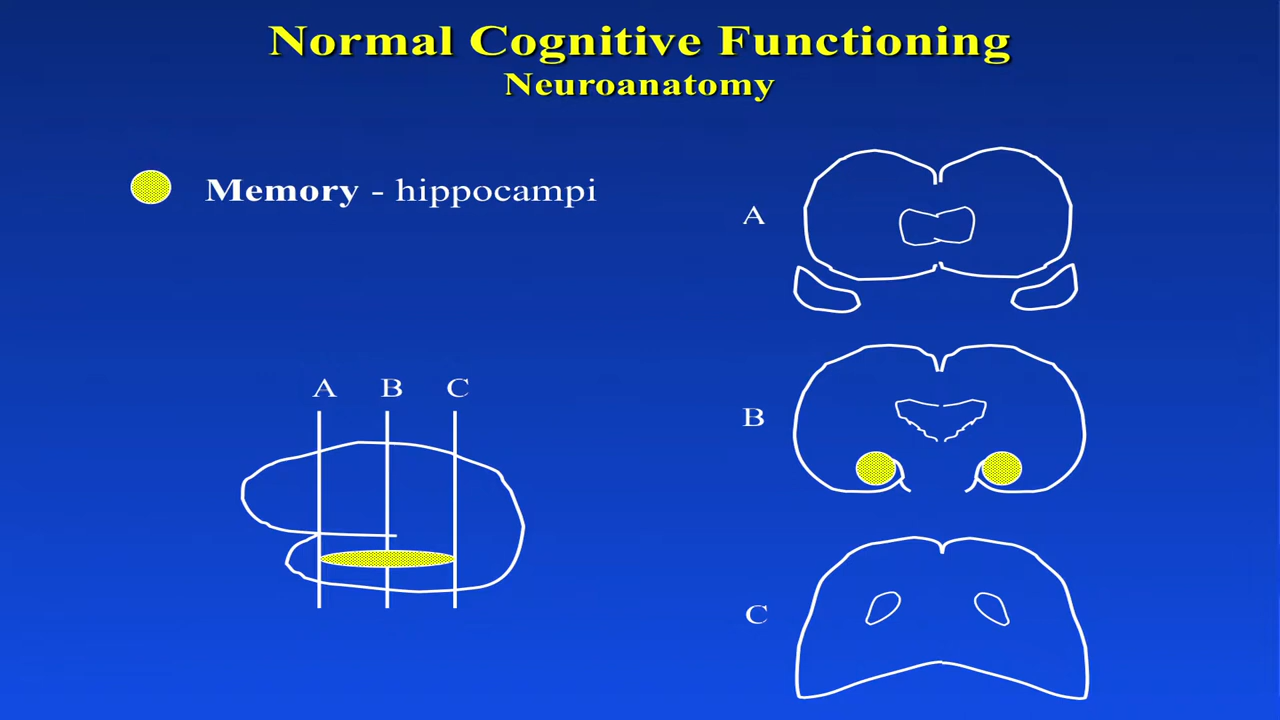 Normal Cognitive Functioning
Neuroanatomy
Memory - hippocampi
A
B
C
A B C